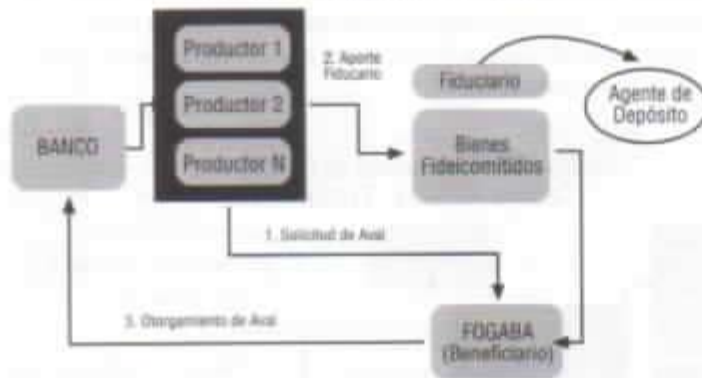 Productor 1
Productor 2
Productor N
BANCO
2. Aporte
Fiducario
Fiduciario
Agente de
Depósito
Bienes
Fideicomitidos
1. Solicitud de Aval
3. Otorgamiento de Aval
FOGABA
(Beneficiario)